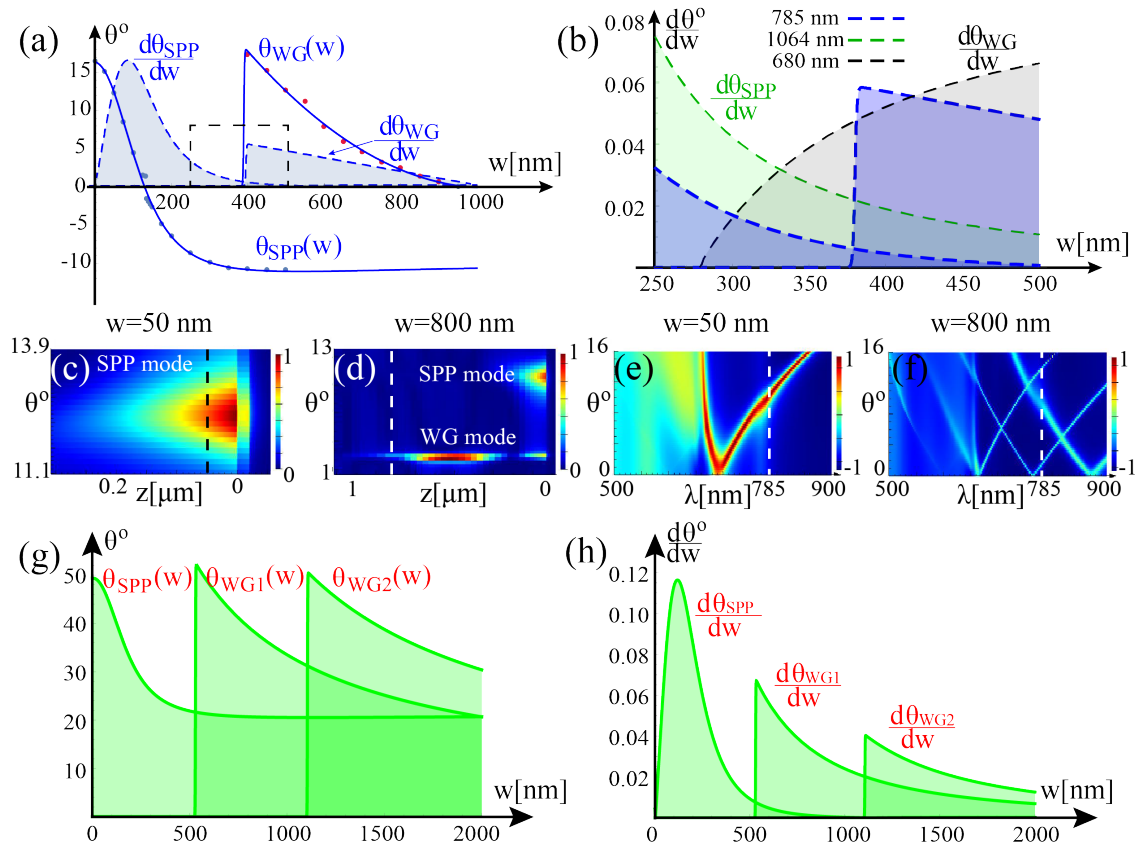 (a)
θ°
dθSPP
dw
θWG(w)
dθWG
dw
w[nm]
θSPP(w)
15
10
5
0
-5
-10
200
400
600
800
1000
(b)
dθ°
dw
785 nm
1064 nm
680 nm
dθWG
dw
dθSPP
dw
0.08
0.06
0.04
0.02
w[nm]
250
300
350
400
450
500
w=50 nm
w=800 nm
w=50 nm
w=800 nm
(c)
SPP mode
13.9
θ°
11.1
0.2
0
z[μm]
1
0
(d)
SPP mode
WG mode
13
θ°
1
0
z[μm]
1
0
(e)
16
θ°
0
500
λ[nm]
785
900
1
-1
(f)
16
θ°
0
500
λ[nm]
785
900
1
-1
(g)
θ°
θSPP(w)
θWG1(w)
θWG2(w)
50
40
30
20
10
w[nm]
0
500
1000
1500
2000
(h)
dθ°
dw
dθSPP
dw
dθWG1
dw
dθWG2
dw
0.12
0.10
0.08
0.06
0.04
0.02
w[nm]
0
500
1000
1500
2000